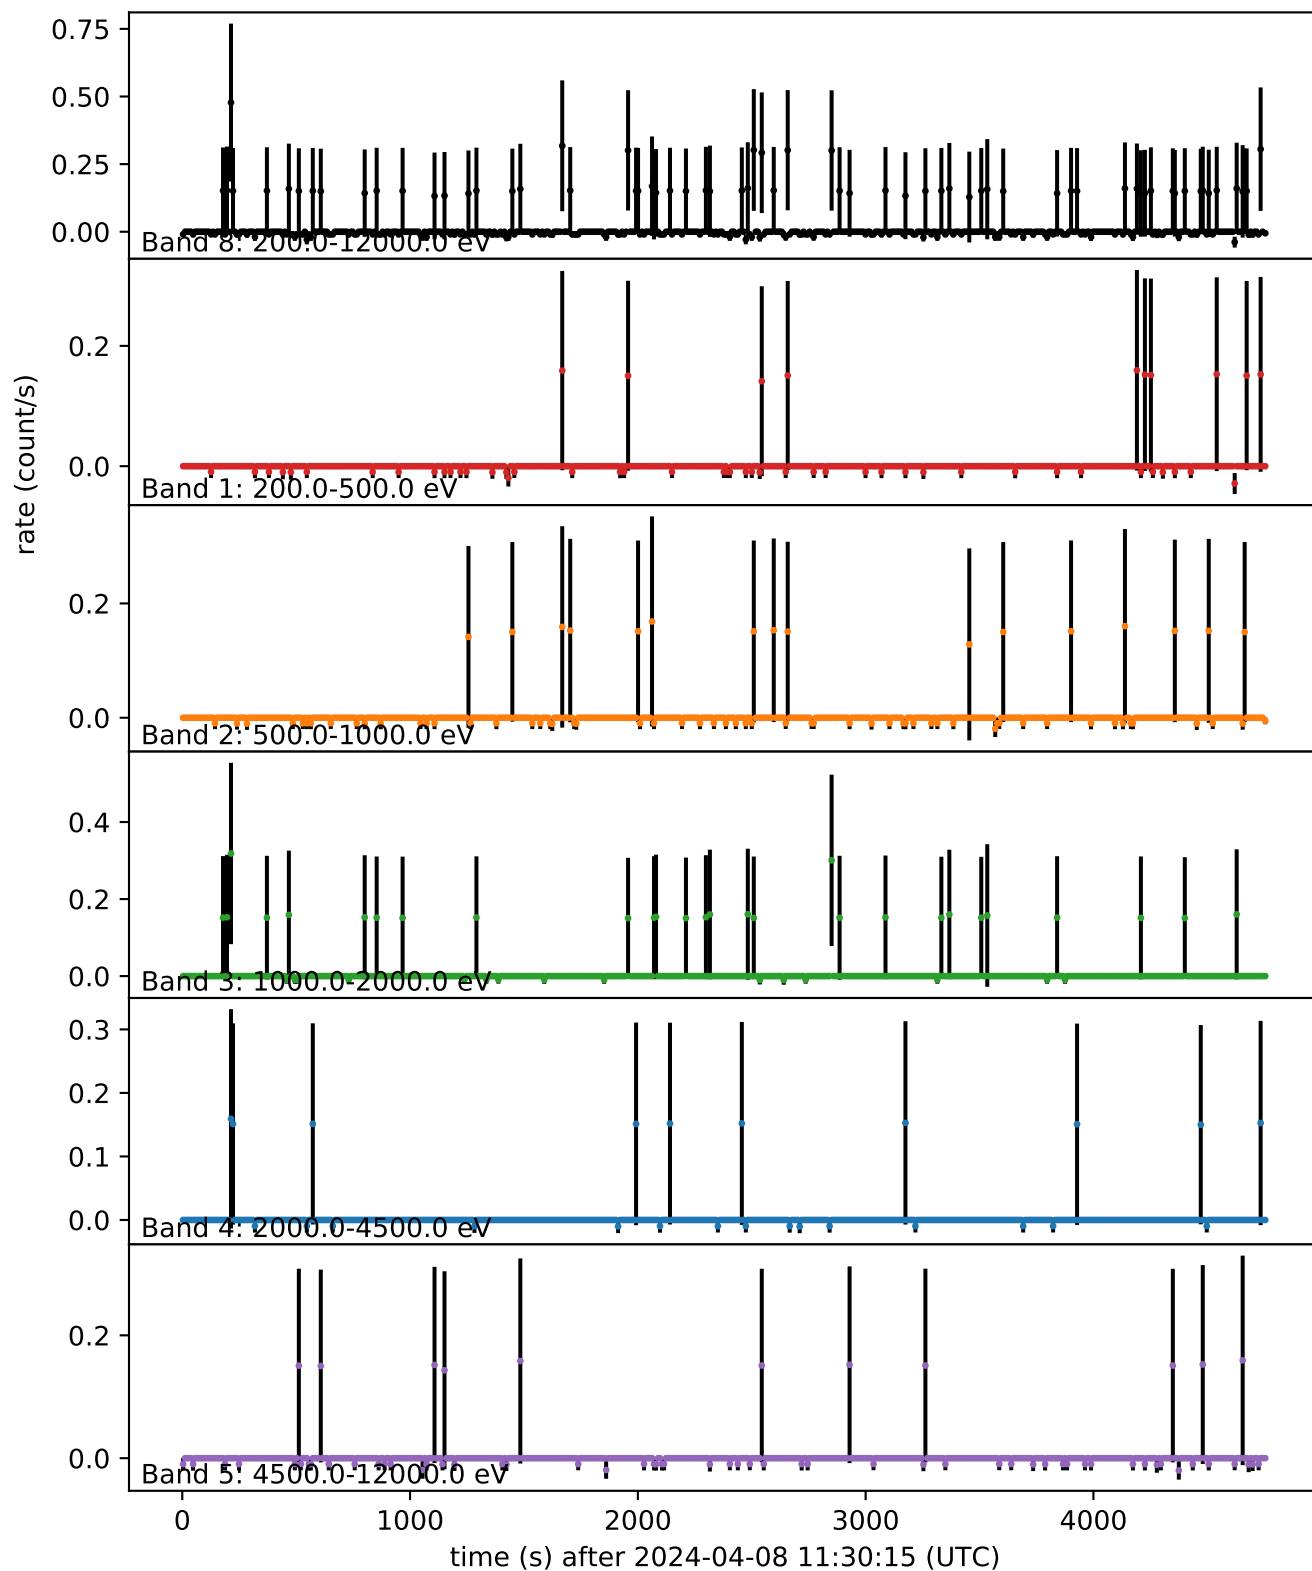 0.75
0.50
0.25
0.00
Band 8: 200.0-12000.0 eV
0.2
0.0
Band 1: 200.0-500.0 eV
rate (count/s)
0.2
0.0
Band 2: 500.0-1000.0 eV
0.4
0.2
0.0
Band 3: 1000.0-2000.0 eV
0.3
0.2
0.1
0.0
Band 4: 2000.0-4500.0 eV
0.2
0.0
Band 5: 4500.0-12000.0 eV
0 1000 2000 3000 4000
time (s) after 2024-04-08 11:30:15 (UTC)